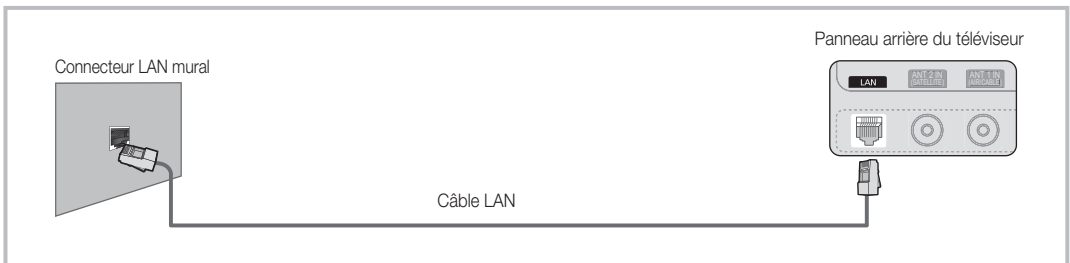 Panneau arrière du téléviseur
Connecteur LAN mural
LAN
ANT 2 IN
(SATELLITE)
ANT 1 IN
(AIR/CABLE)
Câble LAN